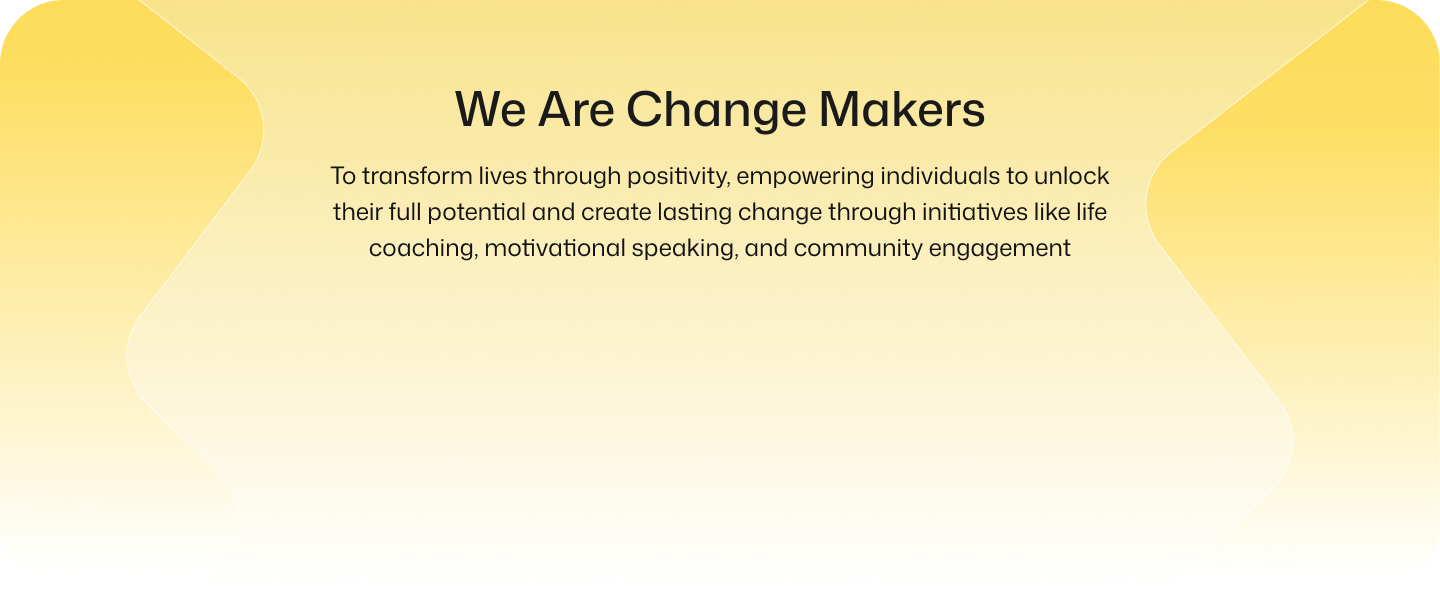 We Are Change Makers
To transform lives through positivity, empowering individuals to unlock
their full potential and create lasting change through initiatives like life
coaching, motivational speaking, and community engagement